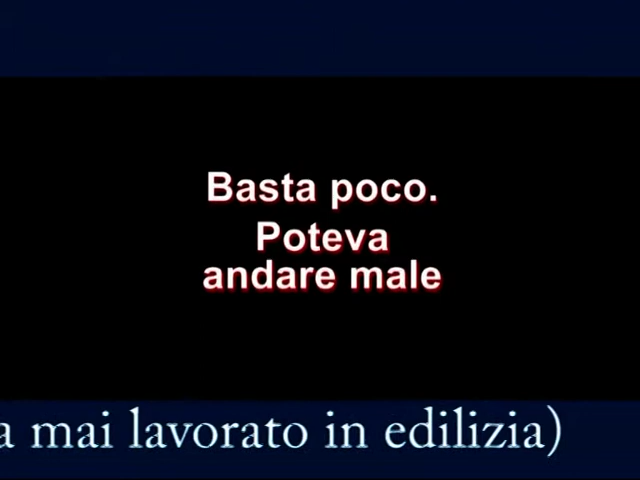 Basta poco.
Poteva
andare male
a mai lavorato in edilizia)